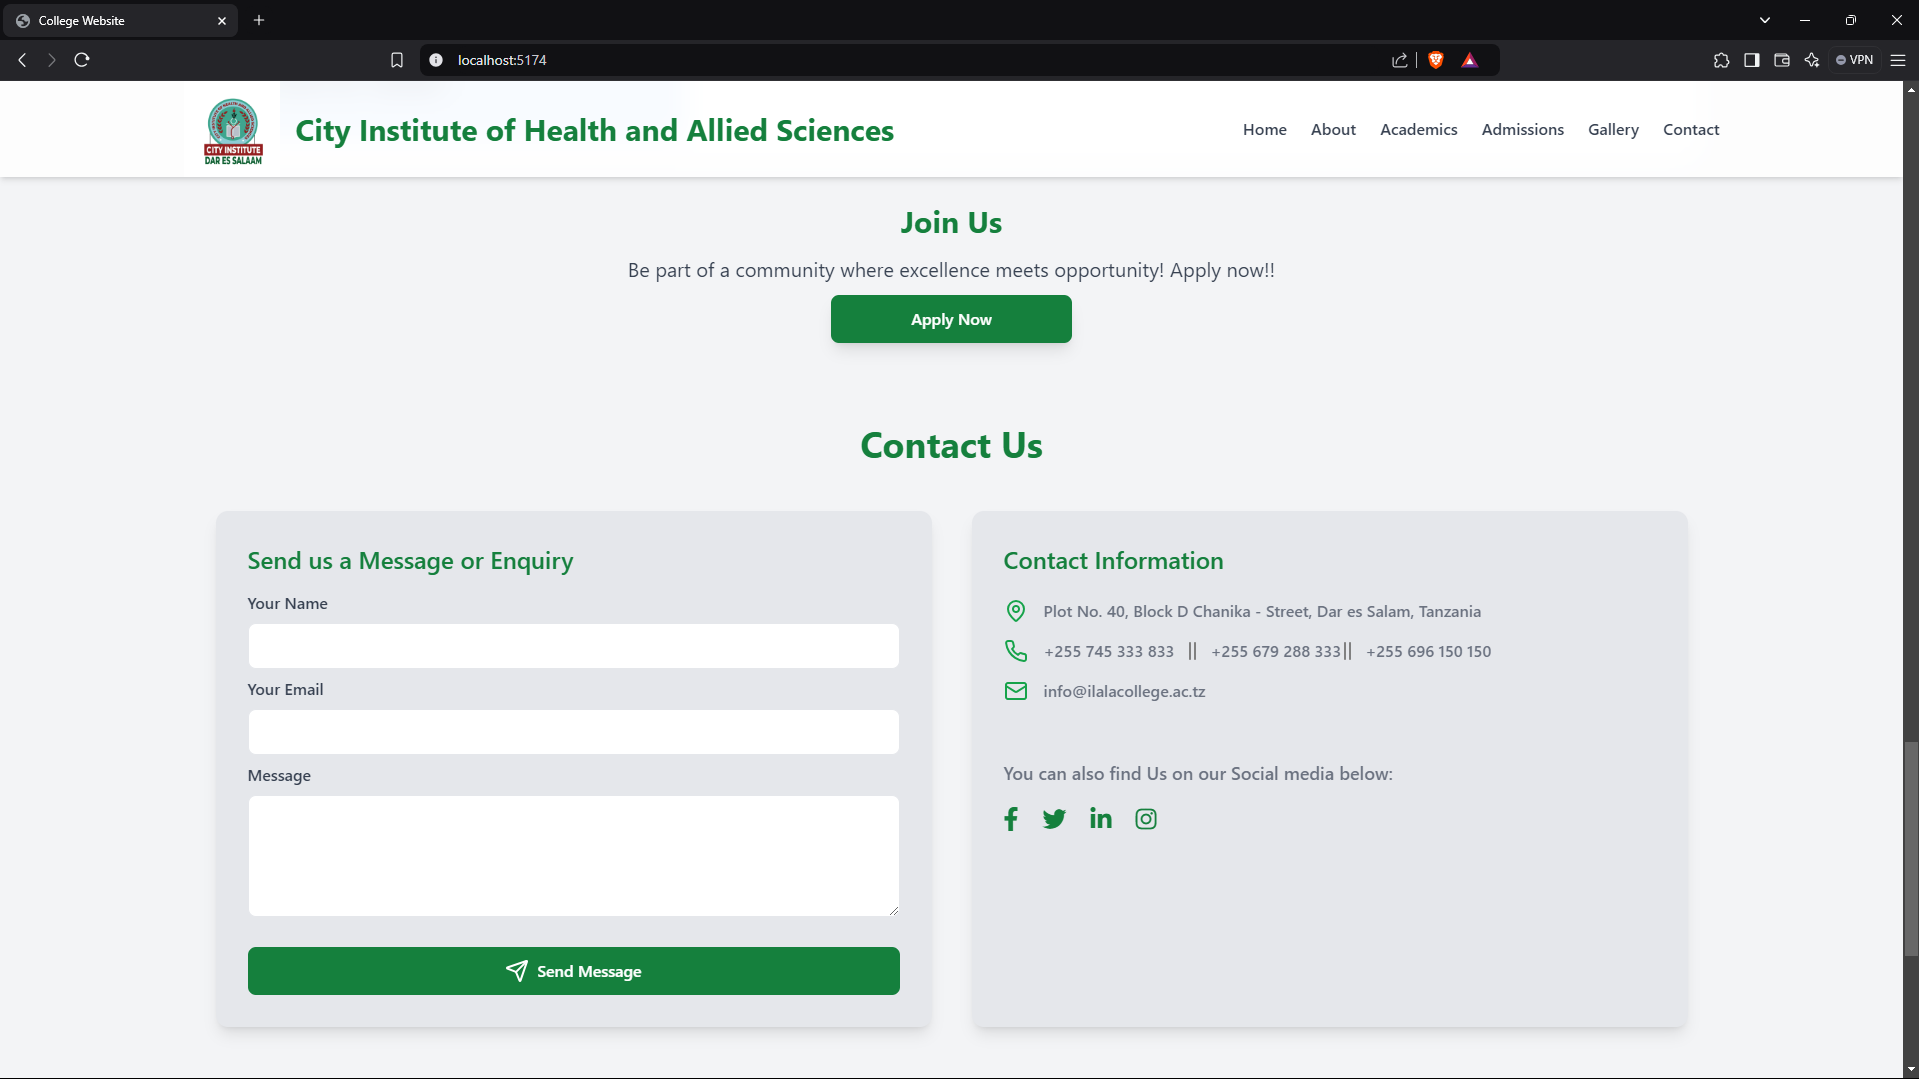 College Website
localhost:5174
VPN
CITY INSTITUTE
DAR ES SALAAM
City Institute of Health and Allied Sciences
Home About Academics Admissions Gallery Contact
Join Us
Be part of a community where excellence meets opportunity! Apply now!!
Apply Now
Contact Us
Send us a Message or Enquiry
Your Name
Your Email
Message
Send Message
Contact Information
Plot No. 40, Block D Chanika - Street, Dar es Salam, Tanzania
+255 745 333 833 || +255 679 288 333|| +255 696 150 150
info@ilalacollege.ac.tz
You can also find Us on our Social media below: